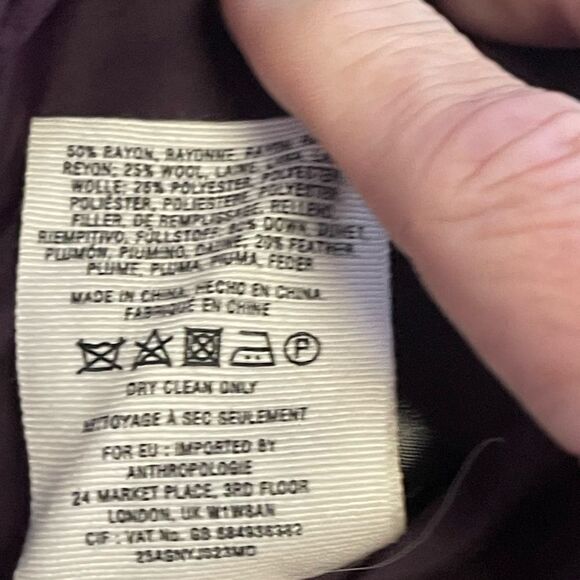 50% RAYON, RAYONNE, RAYON,
REYON: 25% WOOL, LAINE, LANA,
WOLLE: 25% POLYESTER, POLYESTER,
POLIÉSTER, POLIESTERE, POLYESTER
FILLER, DE REMPLISSAGE, RELLENO,
RIEMPITIVO, FÜLLSTOFF: 80% DOWN, DUVET,
PLUMÓN, PIUMINO, DAUNE, 20% FEATHER,
PLUME, PLUMA, PIUMA, FEDER
MADE IN CHINA, HECHO EN CHINA
FABRIQUÉ EN CHINE
P
DRY CLEAN ONLY
NETTOYAGE À SEC SEULEMENT
FOR EU : IMPORTED BY
ANTHROPOLOGIE
24 MARKET PLACE, 3RD FLOOR
LONDON, UK W1W8AN
CIF : VAT No. GB 584936382